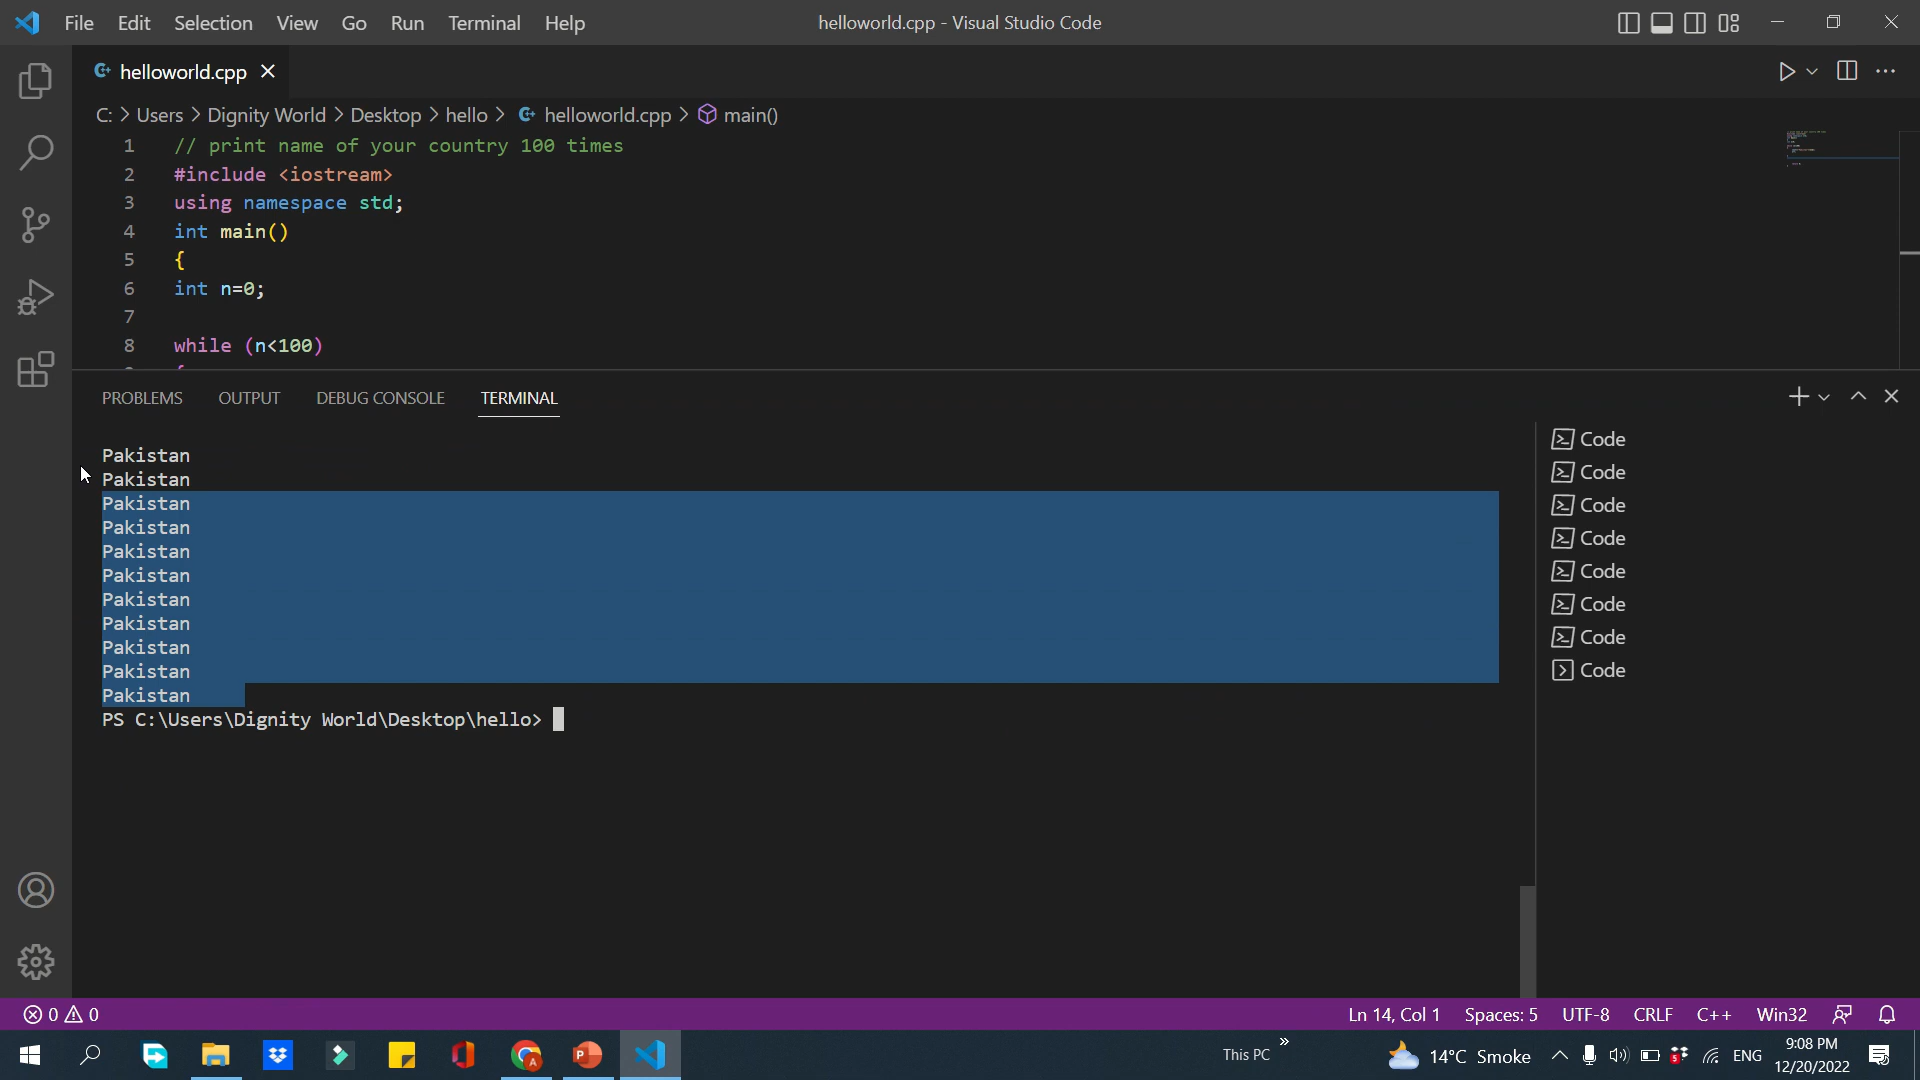 File Edit Selection View Go Run Terminal Help
helloworld.cpp - Visual Studio Code
helloworld.cpp
C: > Users > Dignity World > Desktop > hello > helloworld.cpp > main()
1 // print name of your country 100 times
2 #include <iostream>
3 using namespace std;
4 int main()
5 {
6 int n=0;
7
8 while (n<100)
PROBLEMS OUTPUT DEBUG CONSOLE TERMINAL
Pakistan
Pakistan
Pakistan
Pakistan
Pakistan
Pakistan
Pakistan
Pakistan
Pakistan
Pakistan
Pakistan
PS C:\Users\Dignity World\Desktop\hello>
Code
Code
Code
Code
Code
Code
Code
Code
0 0
Ln 14, Col 1 Spaces: 5 UTF-8 CRLF C++ Win32
This PC
14°C Smoke
ENG
9:08 PM
12/20/2022